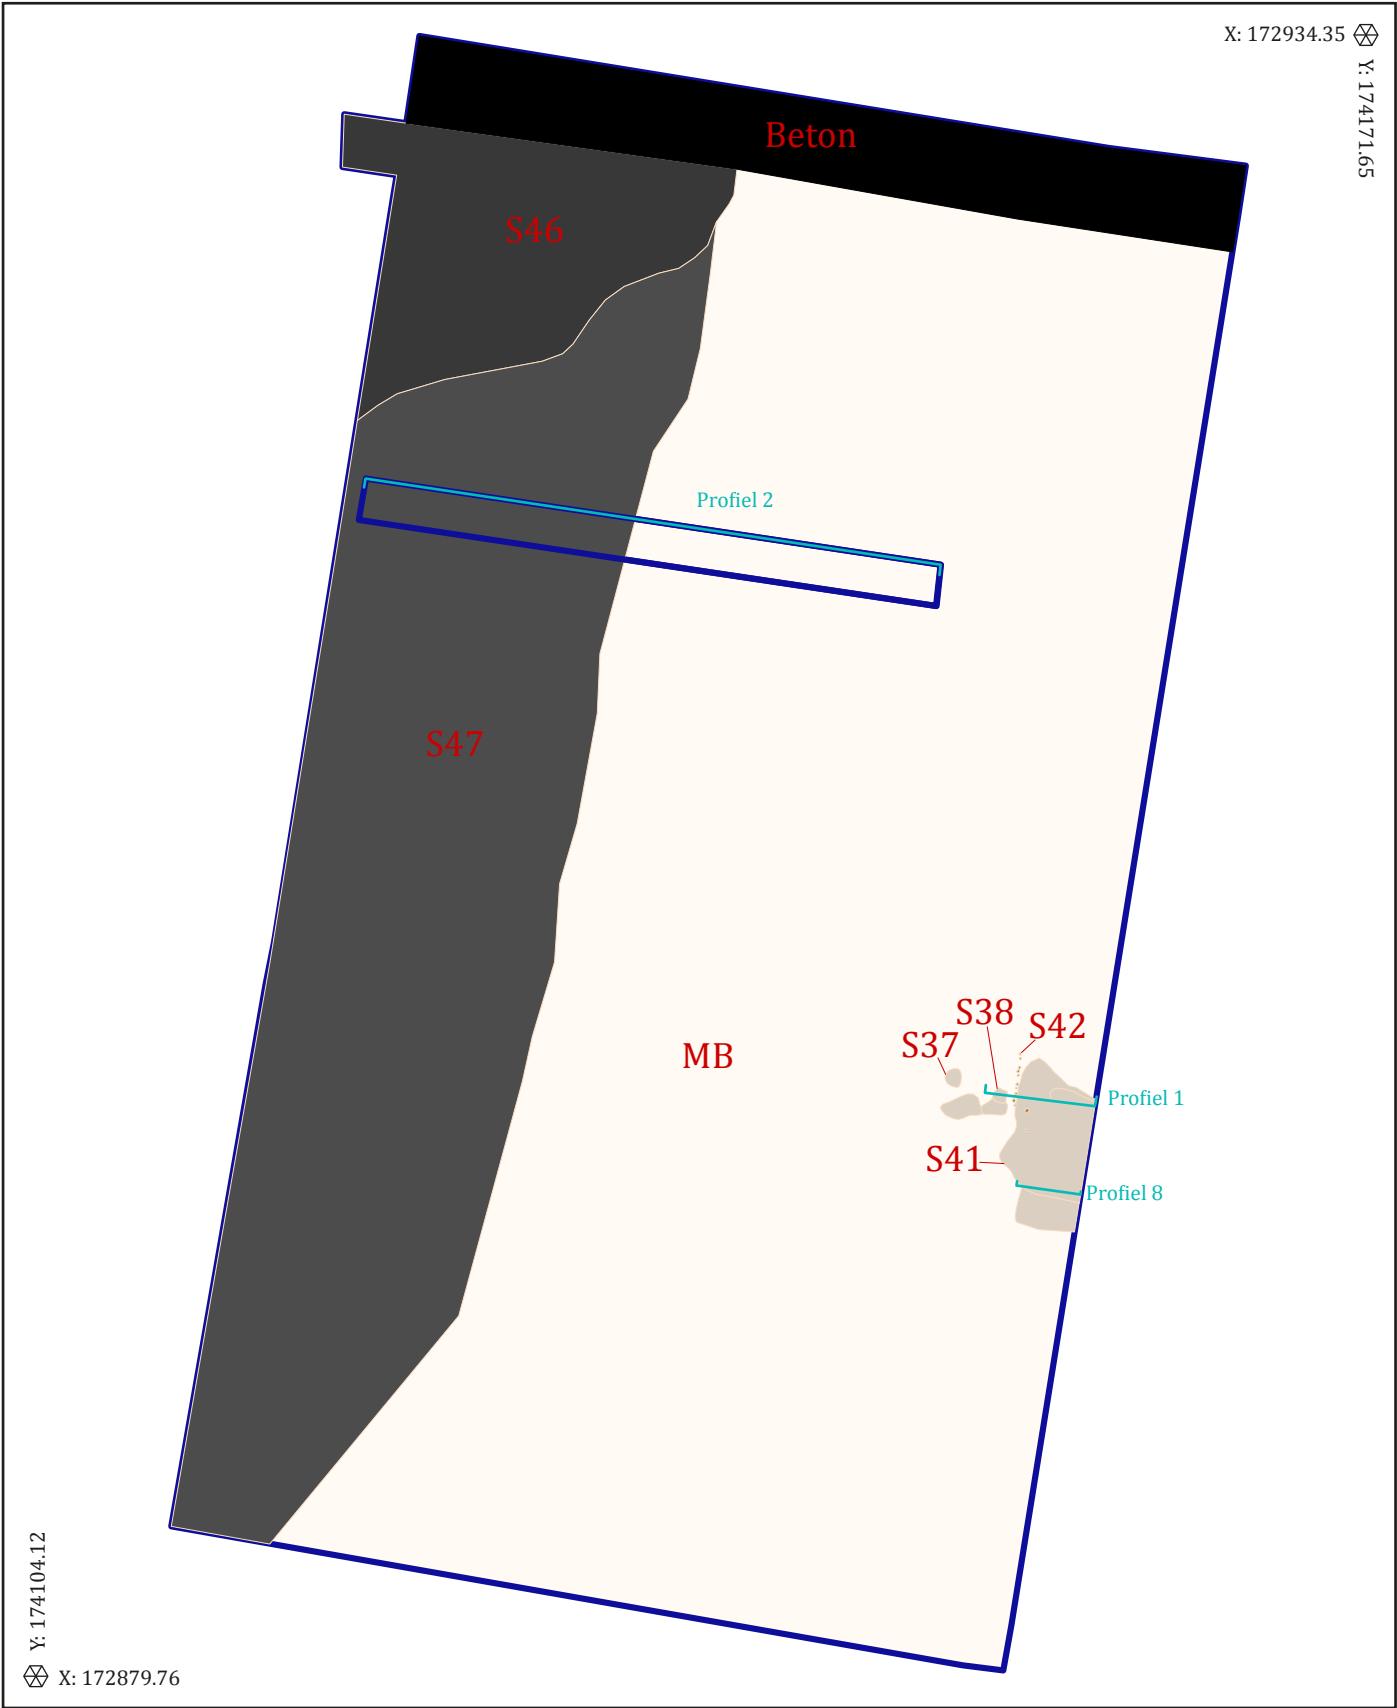 X: 172934.35
Y: 174171.65
Beton
S46
Profiel 2
S47
S38
S42
S37
MB
Profiel 1
S41
Profiel 8
Y: 174104.12
X: 172879.76